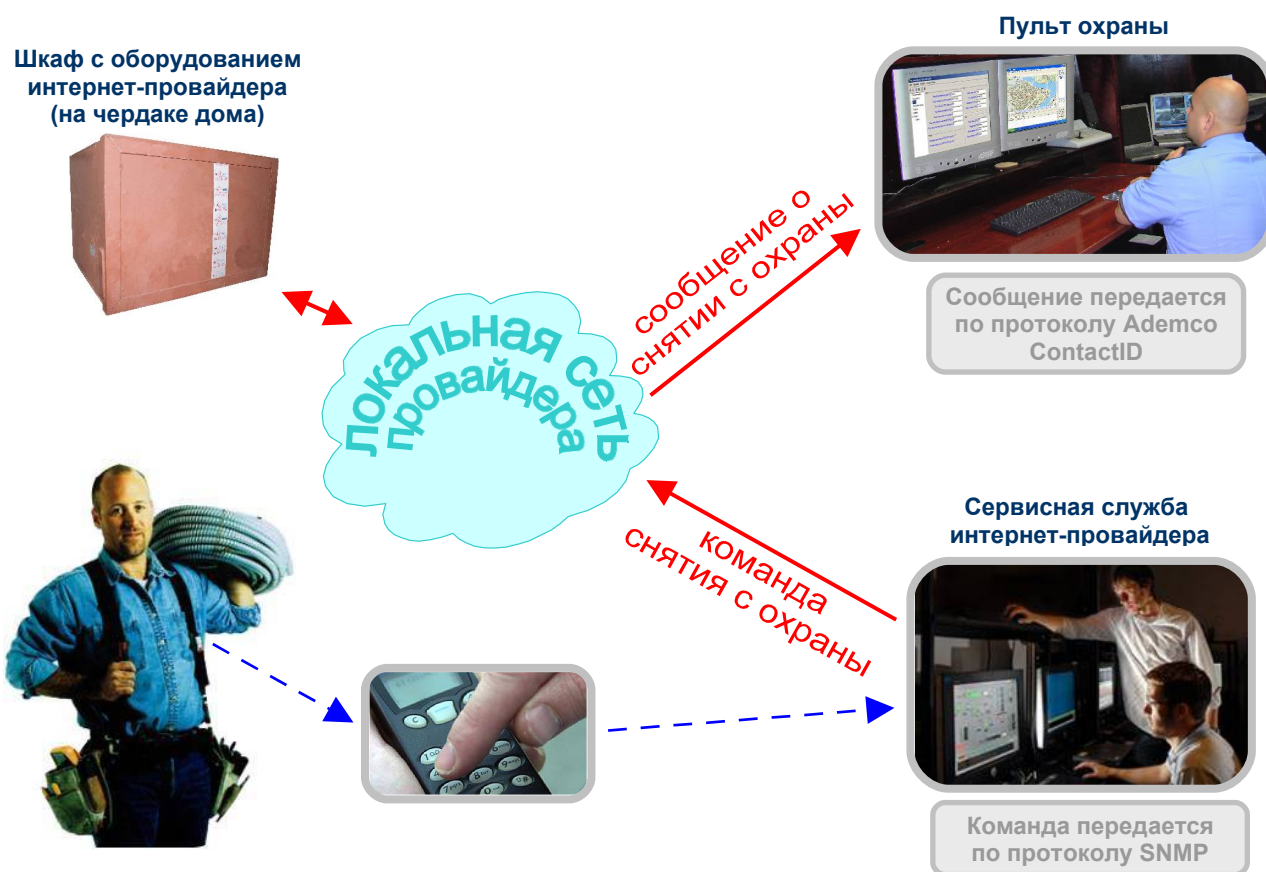 Пульт охраны
Шкаф с оборудованием
интернет-провайдера
(на чердаке дома)
сообщение о
снятии с охраны
Сообщение передается
по протоколу Ademco
ContactID
локальная сеть
провайдера
Сервисная служба
интернет-провайдера
команда
снятия с охраны
Команда передается
по протоколу SNMP